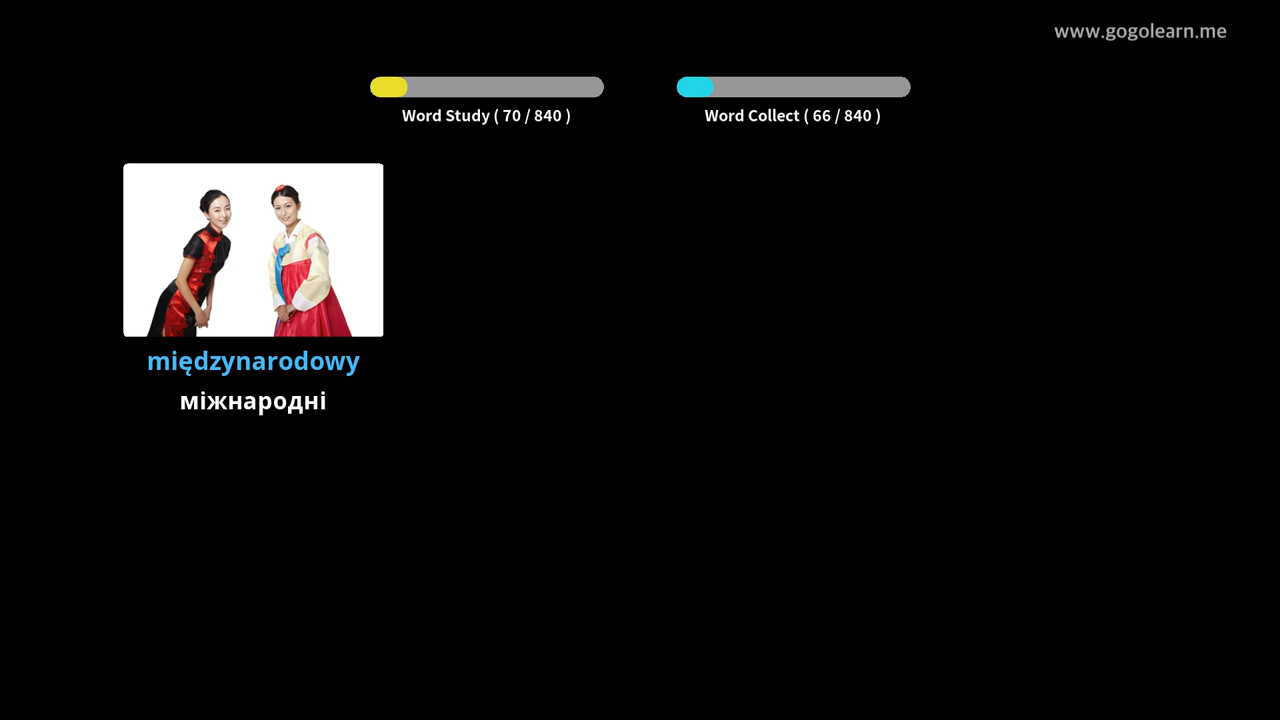 www.gogolearn.me
Word Study ( 70 / 840 )
Word Collect ( 66 / 840 )
międzynarodowy
міжнародні